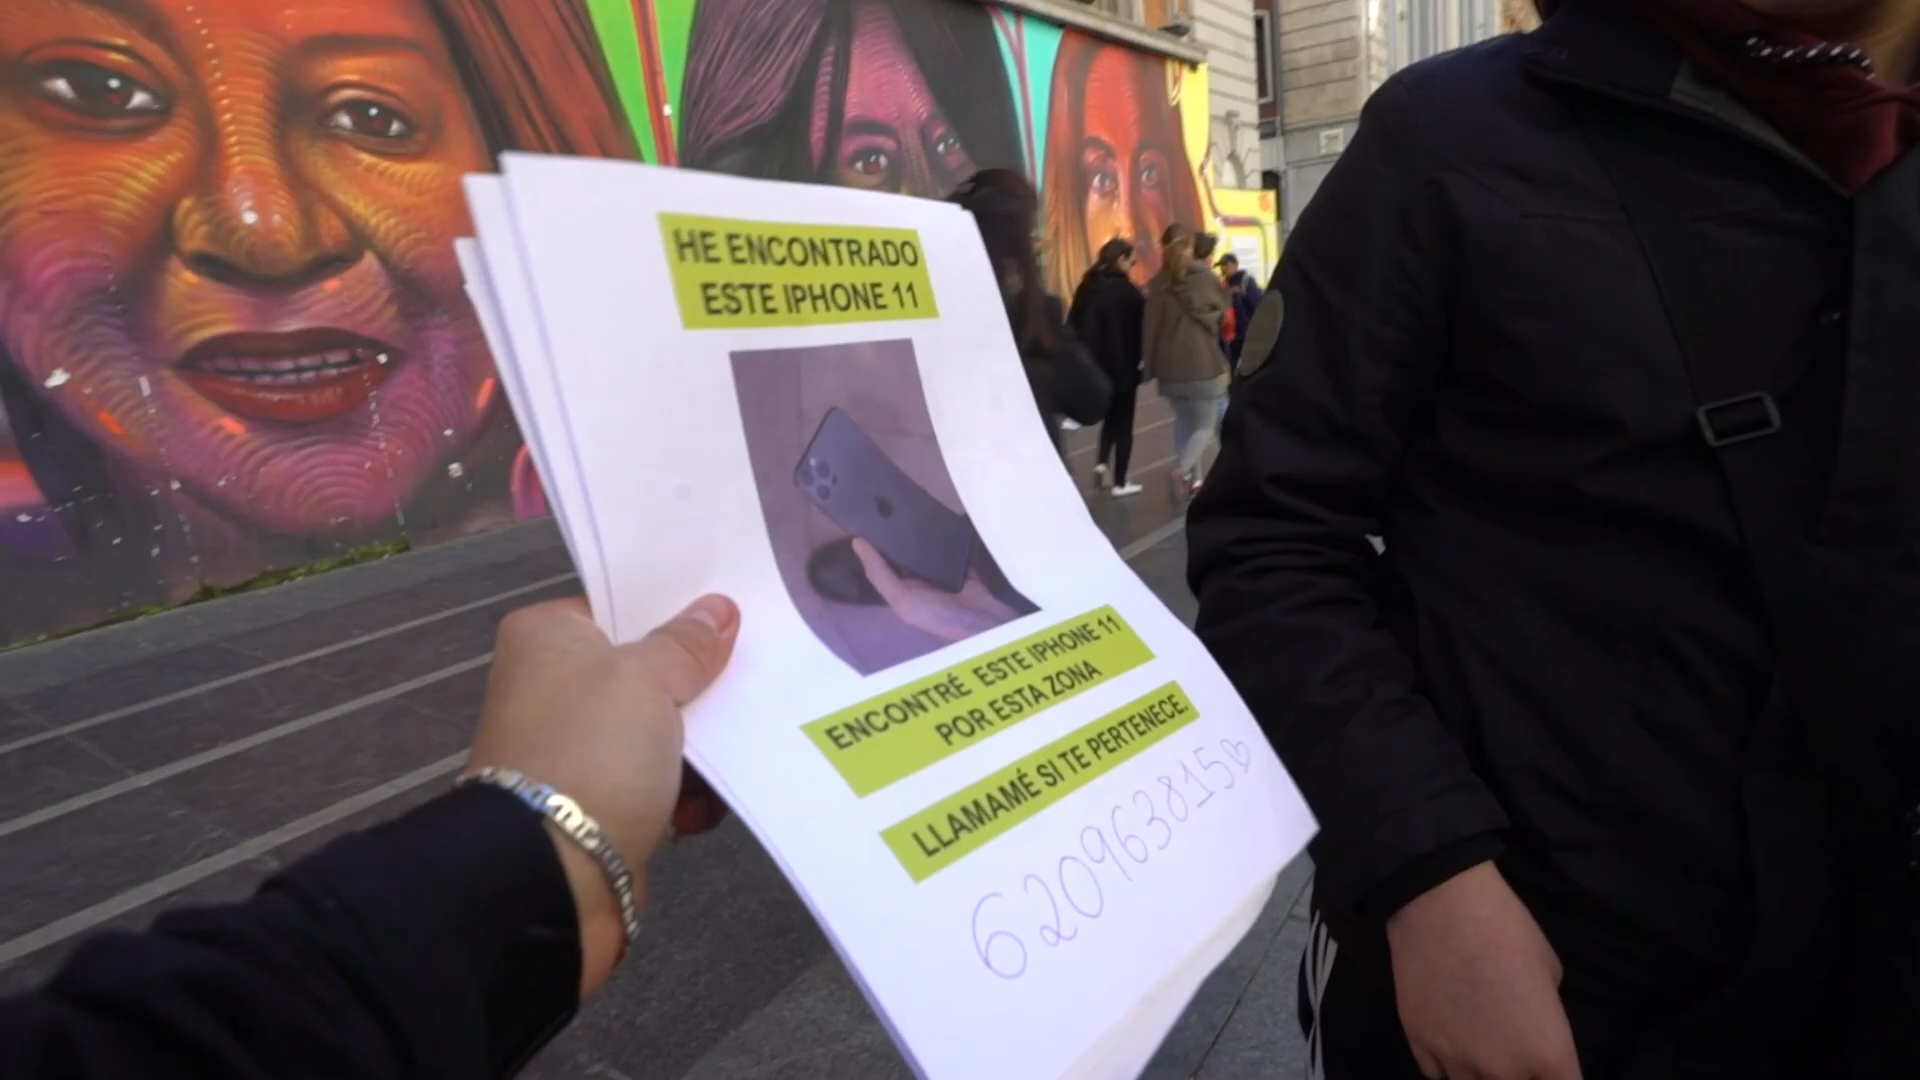 HE ENCONTRADO
ESTE IPHONE 11
ENCONTRÉ ESTE IPHONE 11
POR ESTA ZONA
LLAMAMÉ SI TE PERTENECE.
620963815♡